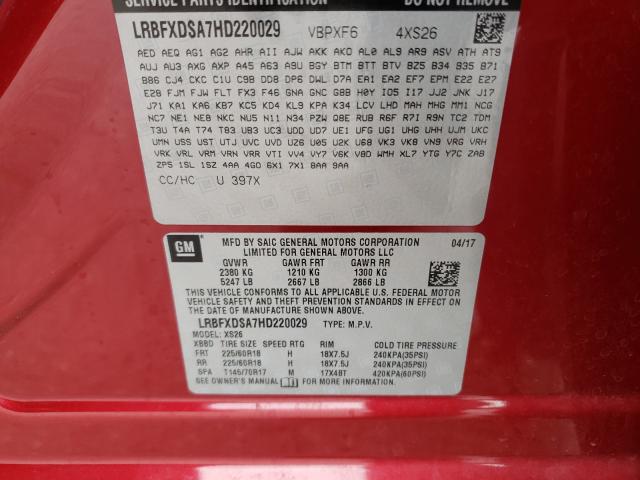 SERVICE PARTS IDENTIFICATION DO NOT REMOVE
LRBFXDSA7HD220029 VBPXF6 4XS26
AED AEQ AG1 AG2 AHR AII AJW AKK AKO AL0 AL9 AR9 ASV ATH AT9
AUJ AU3 AXG AXP A45 A63 A9U BGY BTM BTT BTV BZ5 B34 B35 B71
B86 CJ4 CKC C1U C9B DD8 DP6 DWL D7A EA1 EA2 EF7 EPM E22 E27
E28 FJM FJW FLT FX3 F46 GNA GNC G8B H0Y IO5 I17 JJ2 JNK J17
J71 KA1 KA6 KB7 KC5 KD4 KL9 KPA K34 LCV LHD MAH MHG MM1 NCG
NC7 NE1 NE8 NKC NU5 N11 N34 PZW Q8E RUB R6F R7I R9N TC2 TDM
T3U T4A T74 T83 UB3 UC3 UDD UD7 UE1 UFG UG1 UHG UHH UJM UKC
UMN USS UST UTJ UVC UVD UZ6 U05 U2K U68 VK3 VK8 VJ9 VRG VRH
VRK VRL VRM VRN VRR VTI VV4 VY7 V6K V8D WMH XL7 YTG Y7C ZAB
ZP5 1SL 1SZ 4AA 4G0 6X1 7X1 8AA 9AA
CC/HC U 397X
GM
MFD BY SAIC GENERAL MOTORS CORPORATION 04/17
LIMITED FOR GENERAL MOTORS LLC
GVWR GAWR FRT GAWR RR
2380 KG 1210 KG 1300 KG
5247 LB 2667 LB 2866 LB
THIS VEHICLE CONFORMS TO ALL APPLICABLE U.S. FEDERAL MOTOR
VEHICLE SAFETY AND THEFT PREVENTION STANDARDS IN EFFECT ON
THE DATE OF MANUFACTURE SHOWN ABOVE.
LRBFXDSA7HD220029 TYPE: M.P.V.
MODEL: XS26
XBBD TIRE SIZE SPEED RTG RIM COLD TIRE PRESSURE
FRT 225/60R18 H 18X7.5J 240KPA(35PSI)
RR 225/60R18 H 18X7.5J 240KPA(35PSI)
SPA T145/70R17 M 17X4BT 420KPA(60PSI)
SEE OWNER'S MANUAL FOR MORE INFORMATION.